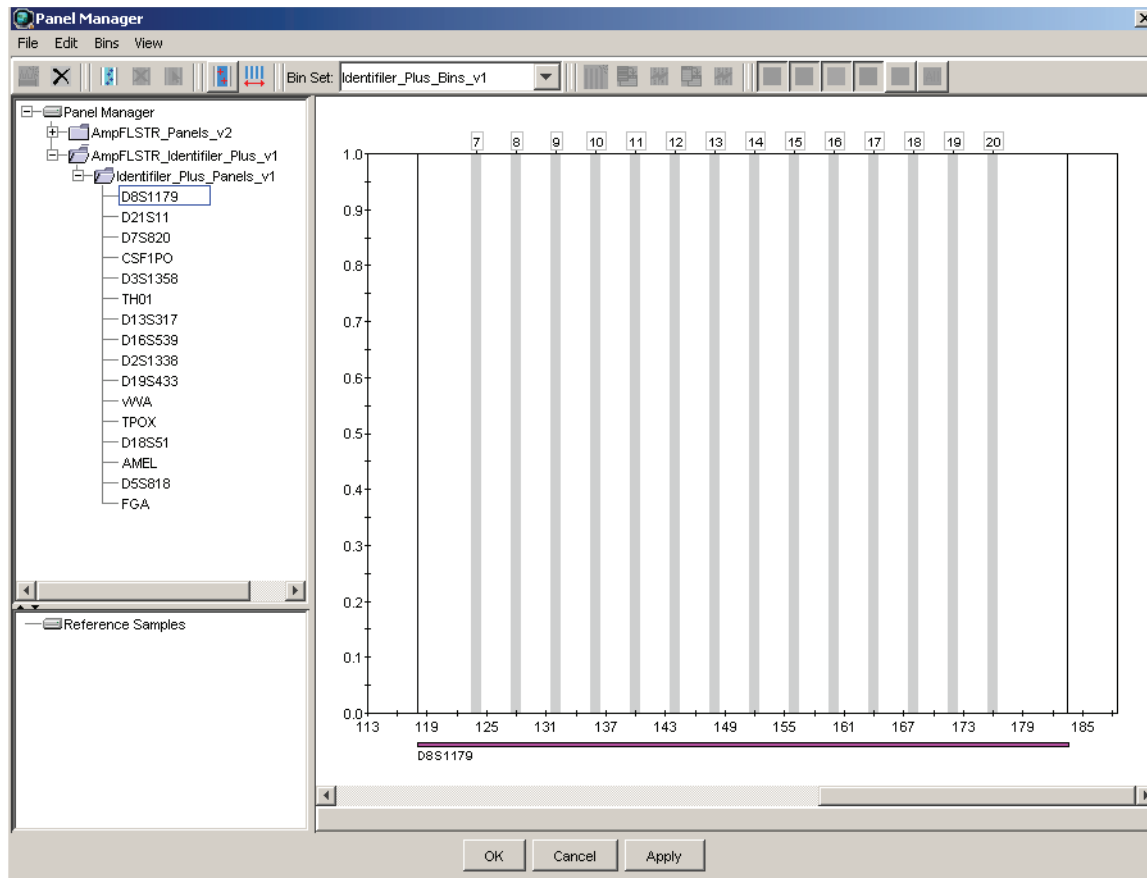 Panel Manager
File Edit Bins View
Bin Set: Identifiler_Plus_Bins_v1
Panel Manager
AmpFLSTR_Panels_v2
AmpFLSTR_Identifiler_Plus_v1
Identifiler_Plus_Panels_v1
D8S1179
D21S11
D7S820
CSF1PO
D3S1358
TH01
D13S317
D16S539
D2S1338
D19S433
vWA
TPOX
D18S51
AMEL
D5S818
FGA
Reference Samples
7 8 9 10 11 12 13 14 15 16 17 18 19 20
1.0
0.9
0.8
0.7
0.6
0.5
0.4
0.3
0.2
0.1
0.0
113 119 125 131 137 143 149 155 161 167 173 179 185
D8S1179
OK Cancel Apply